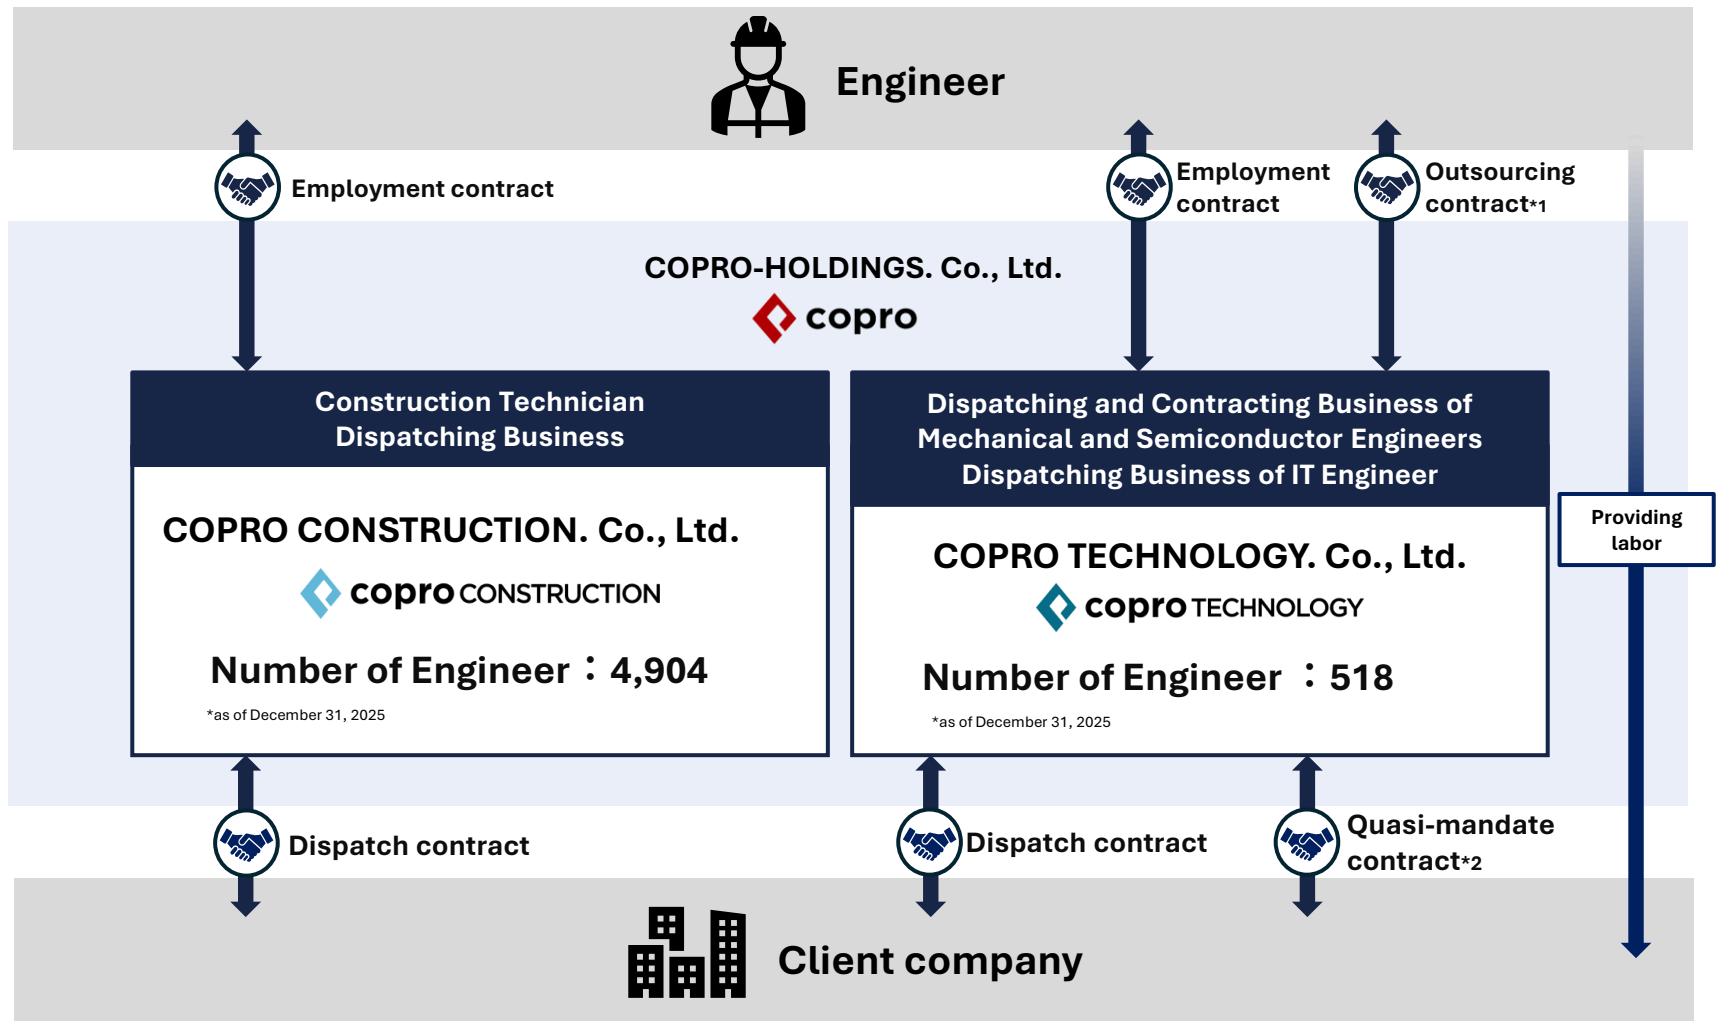 Engineer
Employment contract
Employment
contract
Outsourcing
contract*1
COPRO-HOLDINGS. Co., Ltd.
copro
Construction Technician
Dispatching Business
Dispatching and Contracting Business of
Mechanical and Semiconductor Engineers
Dispatching Business of IT Engineer
COPRO CONSTRUCTION. Co., Ltd.
copro CONSTRUCTION
Number of Engineer：4,904
*as of December 31, 2025
COPRO TECHNOLOGY. Co., Ltd.
copro TECHNOLOGY
Number of Engineer ：518
*as of December 31, 2025
Providing
labor
Dispatch contract
Dispatch contract
Quasi-mandate
contract*2
Client company